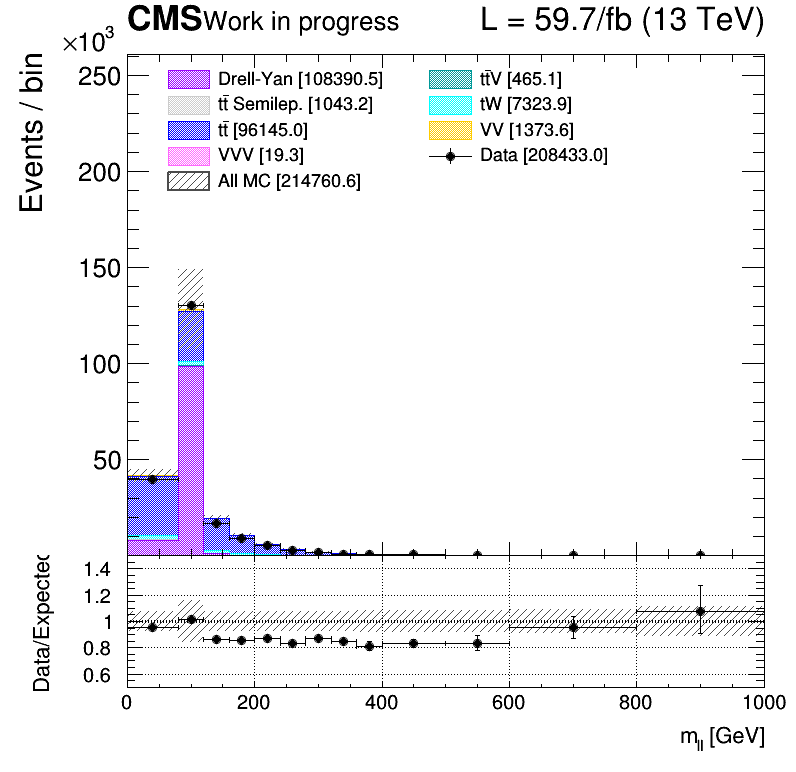 CMS Work in progress L = 59.7/fb (13 TeV)
×10³
Events / bin
250
200
150
100
50
Drell-Yan [108390.5]
tt̄ Semilep. [1043.2]
tt̄ [96145.0]
VVV [19.3]
All MC [214760.6]
tt̄V [465.1]
tW [7323.9]
VV [1373.6]
Data [208433.0]
Data/Expected
1.4
1.2
1
0.8
0.6
0 200 400 600 800 1000
m_ll [GeV]